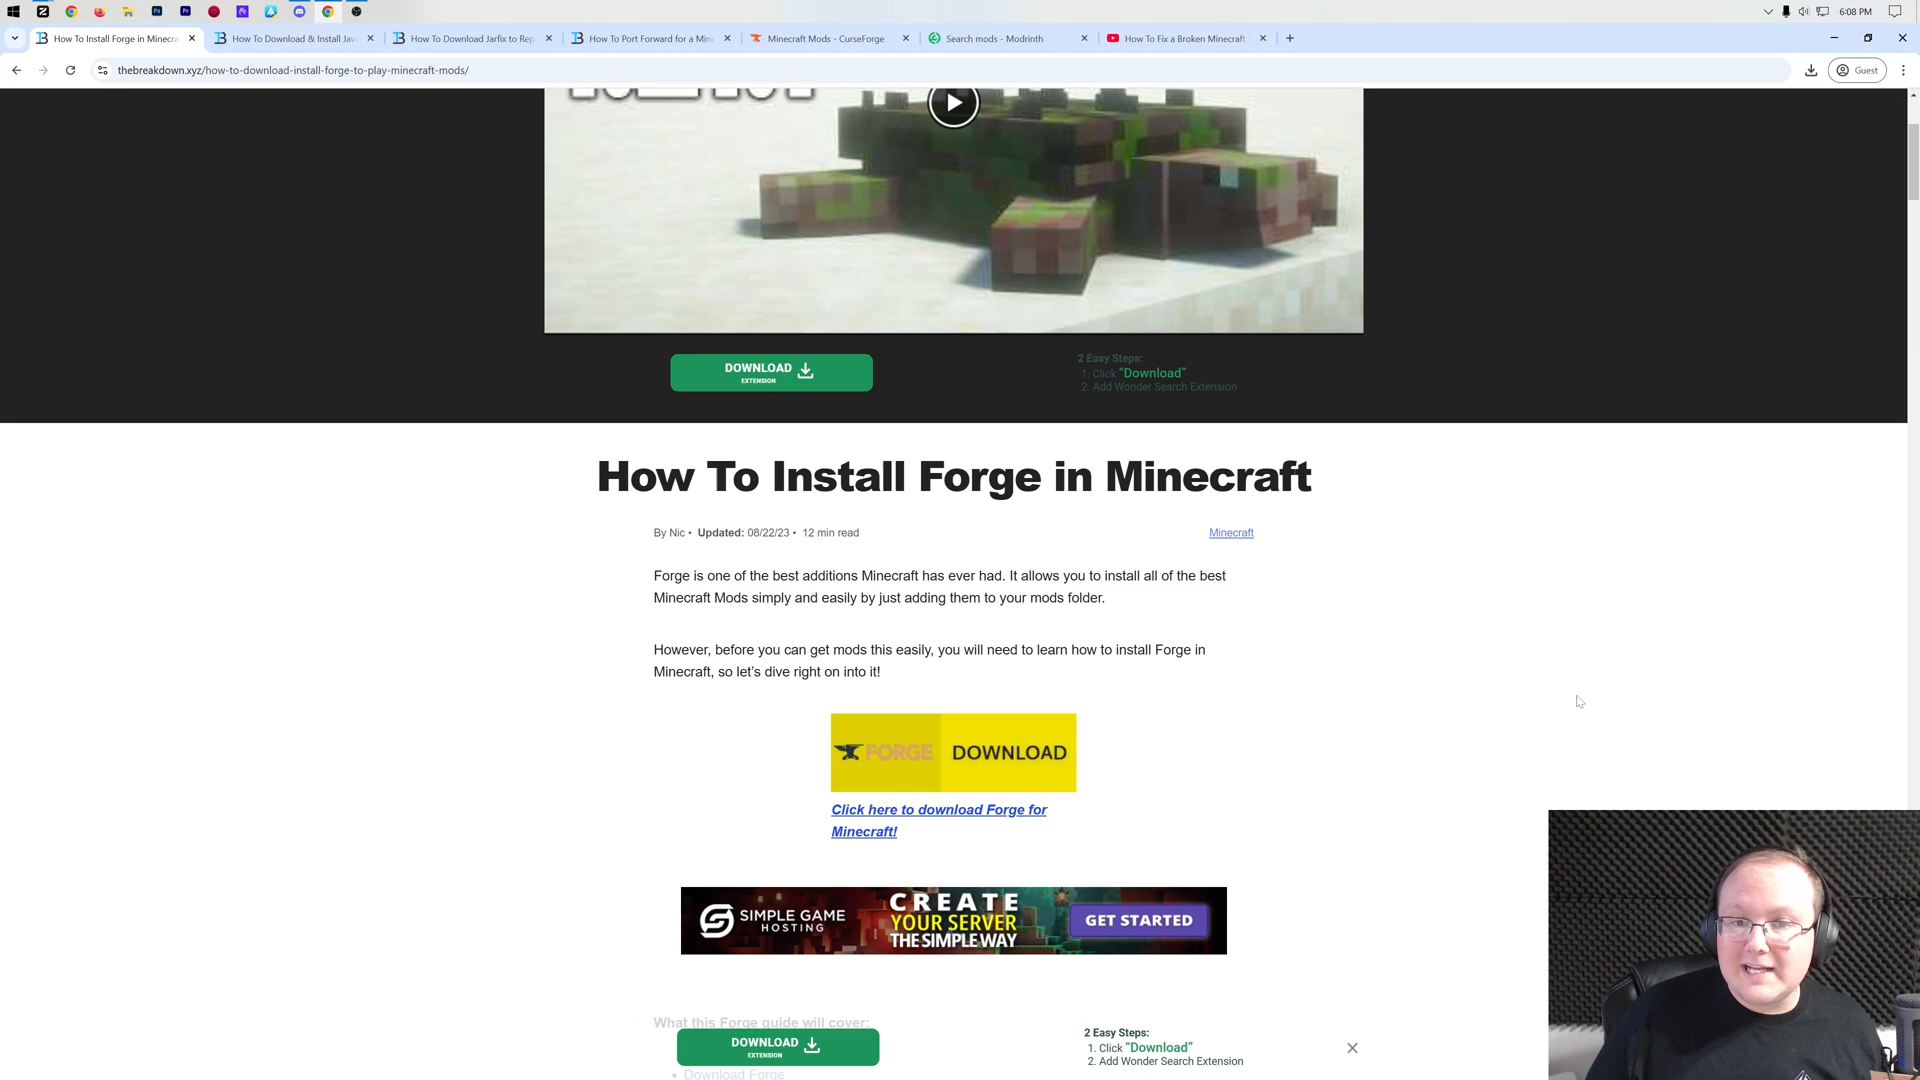 6:08 PM
How To Install Forge in Minecra
How To Download & Install Jav
How To Download Jarfix to Rep
How To Port Forward for a Min
Minecraft Mods - CurseForge
Search mods - Modrinth
How To Fix a Broken Minecraft
thebreakdown.xyz/how-to-download-install-forge-to-play-minecraft-mods/
Guest
DOWNLOAD
EXTENSION
2 Easy Steps:
1. Click "Download"
2. Add Wonder Search Extension
How To Install Forge in Minecraft
By Nic • Updated: 08/22/23 • 12 min read
Minecraft
Forge is one of the best additions Minecraft has ever had. It allows you to install all of the best
Minecraft Mods simply and easily by just adding them to your mods folder.
However, before you can get mods this easily, you will need to learn how to install Forge in
Minecraft, so let's dive right on into it!
FORGE DOWNLOAD
Click here to download Forge for
Minecraft!
SIMPLE GAME
HOSTING
CREATE
YOUR SERVER
THE SIMPLE WAY
GET STARTED
What this Forge guide will cover:
DOWNLOAD
EXTENSION
2 Easy Steps:
1. Click "Download"
2. Add Wonder Search Extension
• Download Forge